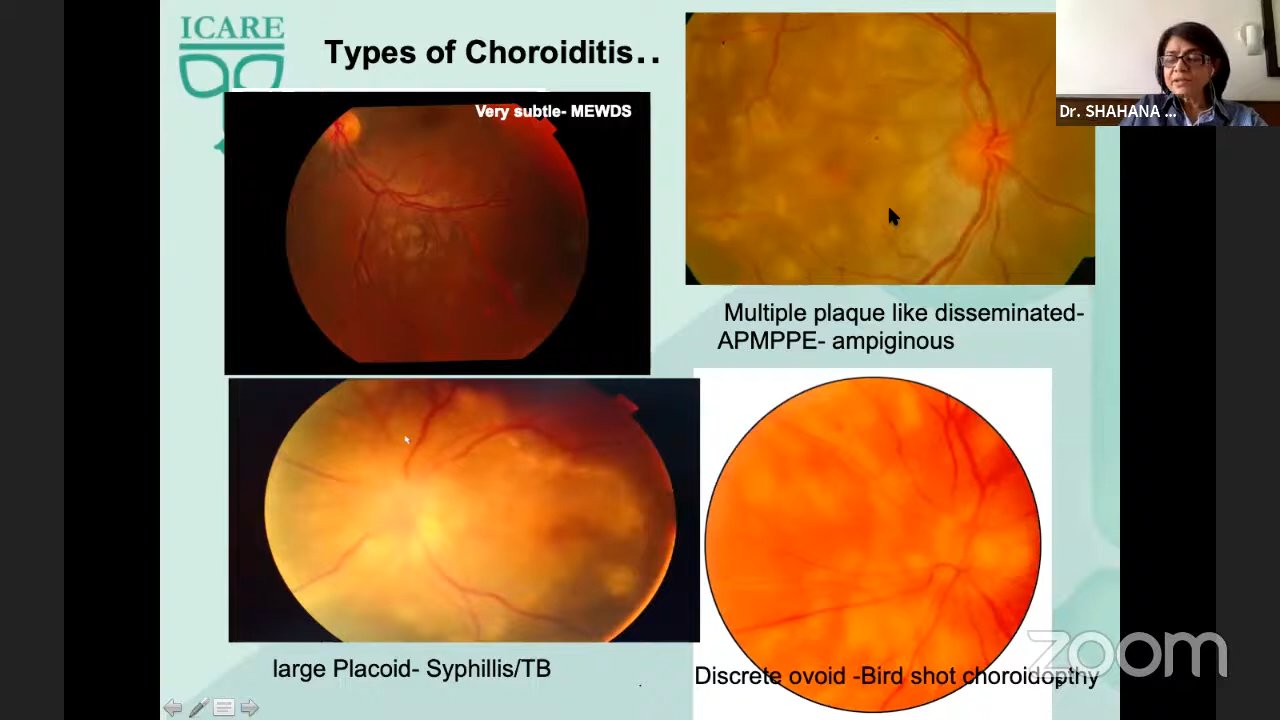 ICARE
Types of Choroiditis..
Very subtle- MEWDS
Dr. SHAHANA ...
Multiple plaque like disseminated-
APMPPE- ampiginous
large Placoid- Syphillis/TB
Discrete ovoid -Bird shot choroidopthy
zoom